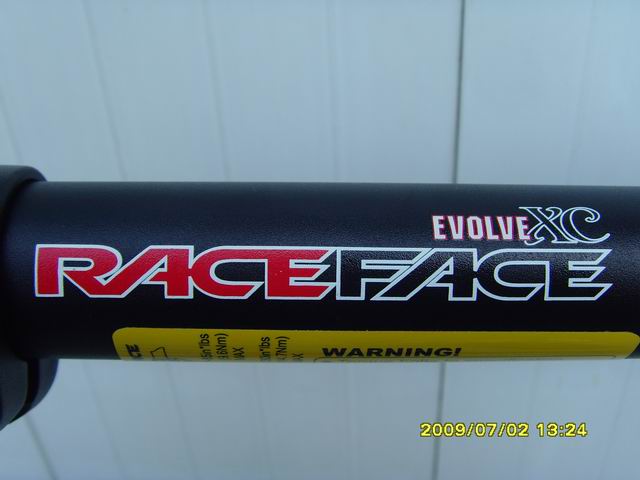 EVOLVE XC
RACEFACE
WARNING!
2009/07/02 13:24